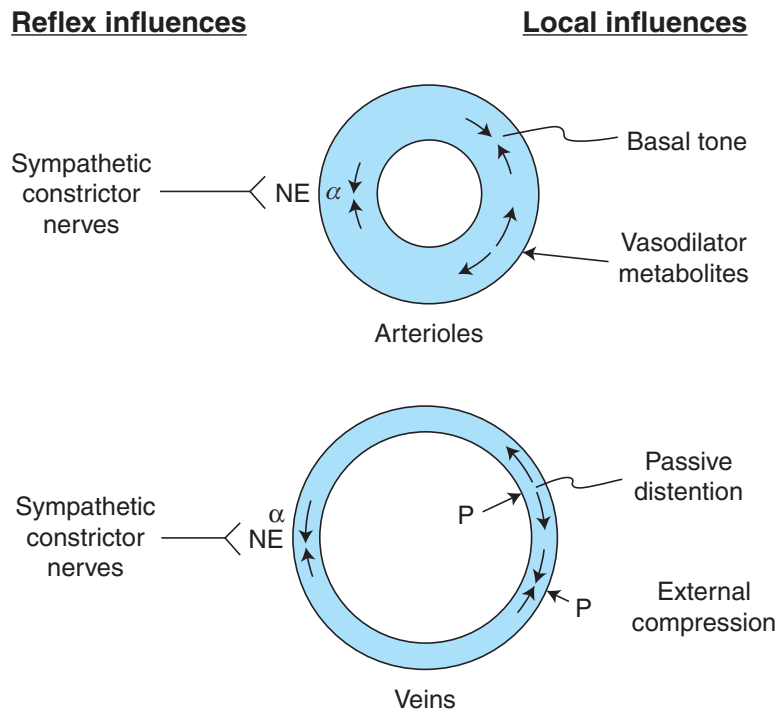 Reflex influences
Local influences
Sympathetic
constrictor
nerves
NE
α
Basal tone
Vasodilator
metabolites
Arterioles
Sympathetic
constrictor
nerves
α
NE
P
Passive
distention
P
External
compression
Veins